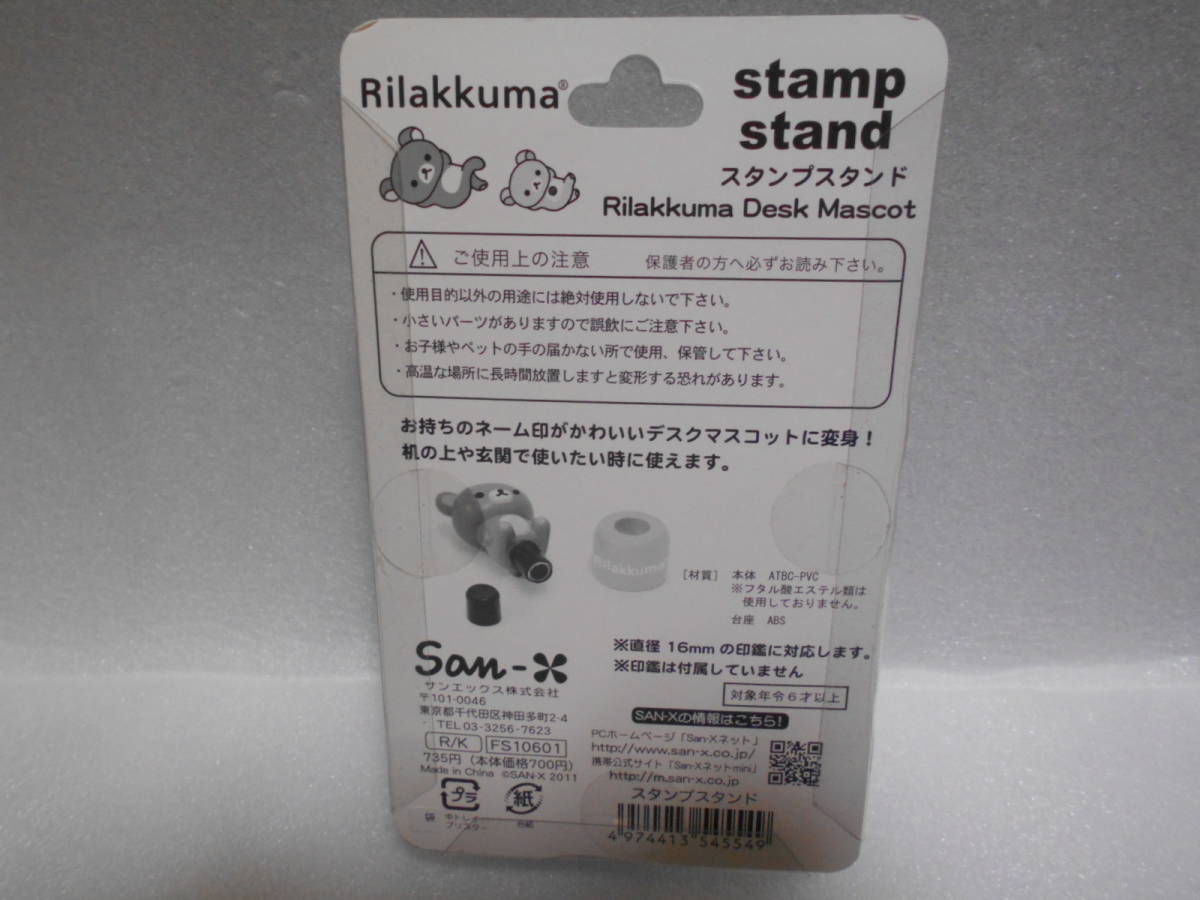 Rilakkuma®
stamp
stand
スタンプスタンド
Rilakkuma Desk Mascot
ご使用上の注意 保護者の方へ必ずお読み下さい。
・使用目的以外の用途には絶対使用しないで下さい。
・小さいパーツがありますので誤飲にご注意下さい。
・お子様やペットの手の届かない所で使用、保管して下さい。
・高温な場所に長時間放置しますと変形する恐れがあります。
お持ちのネーム印がかわいいデスクマスコットに変身！
机の上や玄関で使いたい時に使えます。
Rilakkuma
［材質］ 本体 ATBC-PVC
※フタル酸エステル類は
使用しておりません。
台座 ABS
※直径 16mm の印鑑に対応します。
※印鑑は付属していません
対象年令6才以上
San-X
サンエックス株式会社
〒101-0046
東京都千代田区神田多町2-4
TEL 03-3256-7623
R/K FS10601
735円（本体価格700円）
Made in China ©SAN-X 2011
プラ 紙
袋 中トレイ・ ブリスター 台紙
SAN-Xの情報はこちら!
PCホームページ「San-Xネット」
http://www.san-x.co.jp/
携帯公式サイト「San-Xネットmini」
http://m.san-x.co.jp
スタンプスタンド
4974413 545549